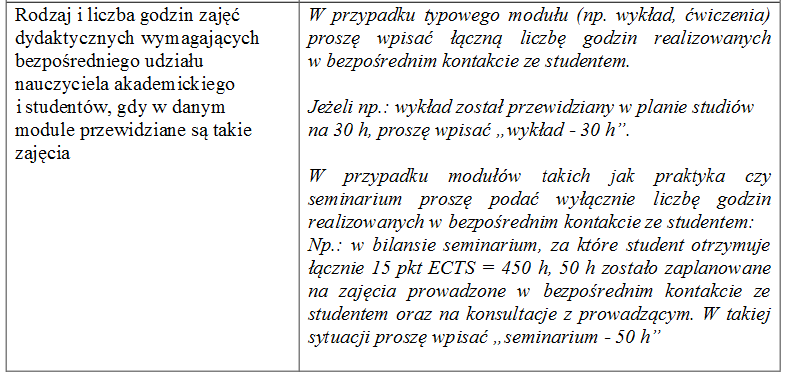 Rodzaj i liczba godzin zajęć
dydaktycznych wymagających
bezpośredniego udziału
nauczyciela akademickiego
i studentów, gdy w danym
module przewidziane są takie
zajęcia
W przypadku typowego modułu (np. wykład, ćwiczenia)
proszę wpisać łączną liczbę godzin realizowanych
w bezpośrednim kontakcie ze studentem.
Jeżeli np.: wykład został przewidziany w planie studiów
na 30 h, proszę wpisać „wykład - 30 h”.
W przypadku modułów takich jak praktyka czy
seminarium proszę podać wyłącznie liczbę godzin
realizowanych w bezpośrednim kontakcie ze studentem:
Np.: w bilansie seminarium, za które student otrzymuje
łącznie 15 pkt ECTS = 450 h, 50 h zostało zaplanowane
na zajęcia prowadzone w bezpośrednim kontakcie ze
studentem oraz na konsultacje z prowadzącym. W takiej
sytuacji proszę wpisać „seminarium - 50 h”